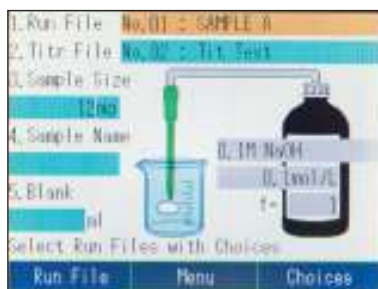 1.Run File No.01 : SAMPLE A
2.Titr File No.02 : Tit Test
3.Sample Size
12mg
4.Sample Name
0.1M NaOH
0.1mol/L
5.Blank
f= 1
ml
Select Run Files with Choices
Run File Menu Choices